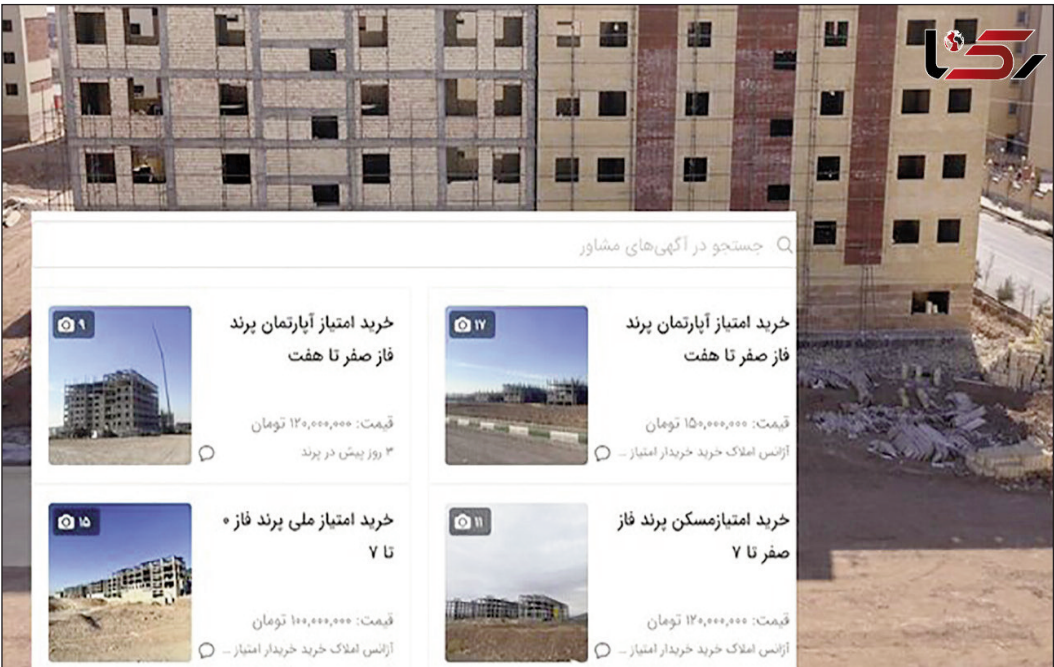 رکنا
جستجو در آگهی‌های مشاور
۱۷
خرید امتیاز آپارتمان پرند
فاز صفر تا هفت
قیمت: ۱۵۰,۰۰۰,۰۰۰ تومان
آژانس املاک خرید خریدار امتیاز ...
۹
خرید امتیاز آپارتمان پرند
فاز صفر تا هفت
قیمت: ۱۲۰,۰۰۰,۰۰۰ تومان
۳ روز پیش در پرند
۱۱
خرید امتیازمسکن پرند فاز
صفر تا ۷
قیمت: ۱۲۰,۰۰۰,۰۰۰ تومان
آژانس املاک خرید خریدار امتیاز ...
۱۵
خرید امتیاز ملی پرند فاز ۰
تا ۷
قیمت: ۱۰۰,۰۰۰,۰۰۰ تومان
آژانس املاک خرید خریدار امتیاز ...